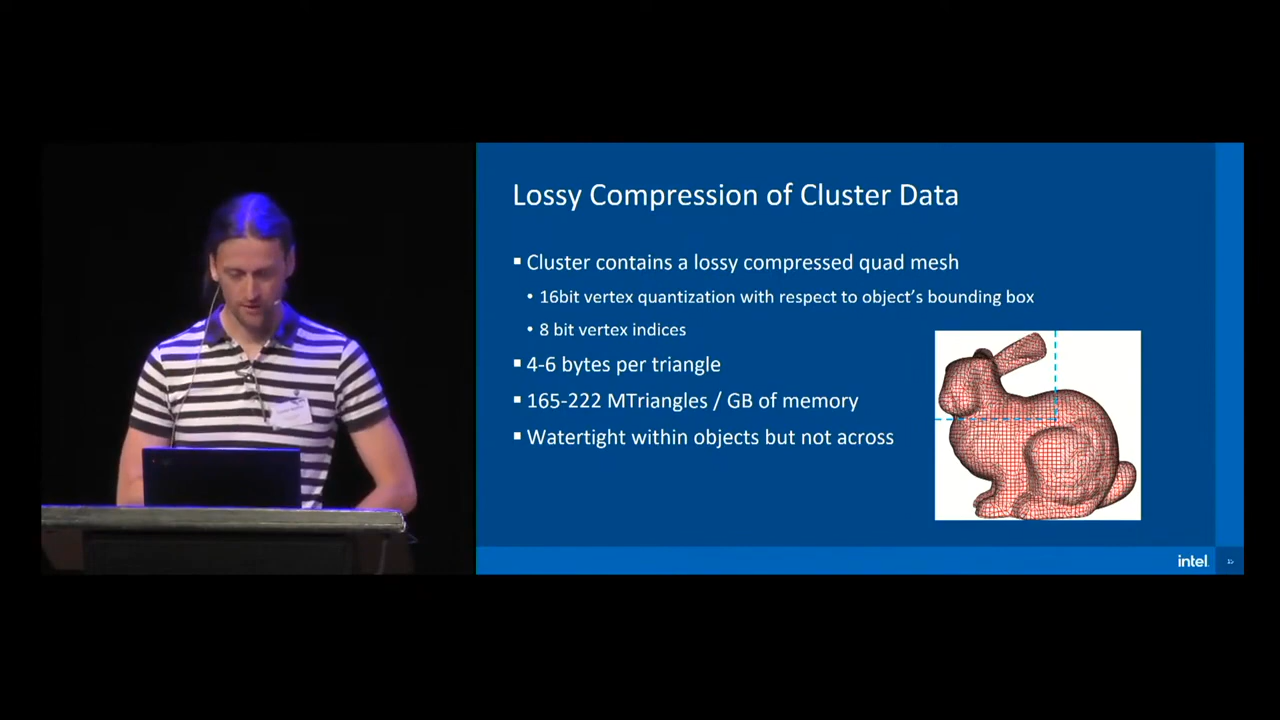 Lossy Compression of Cluster Data
▪ Cluster contains a lossy compressed quad mesh
• 16bit vertex quantization with respect to object's bounding box
• 8 bit vertex indices
▪ 4-6 bytes per triangle
▪ 165-222 MTriangles / GB of memory
▪ Watertight within objects but not across
intel.